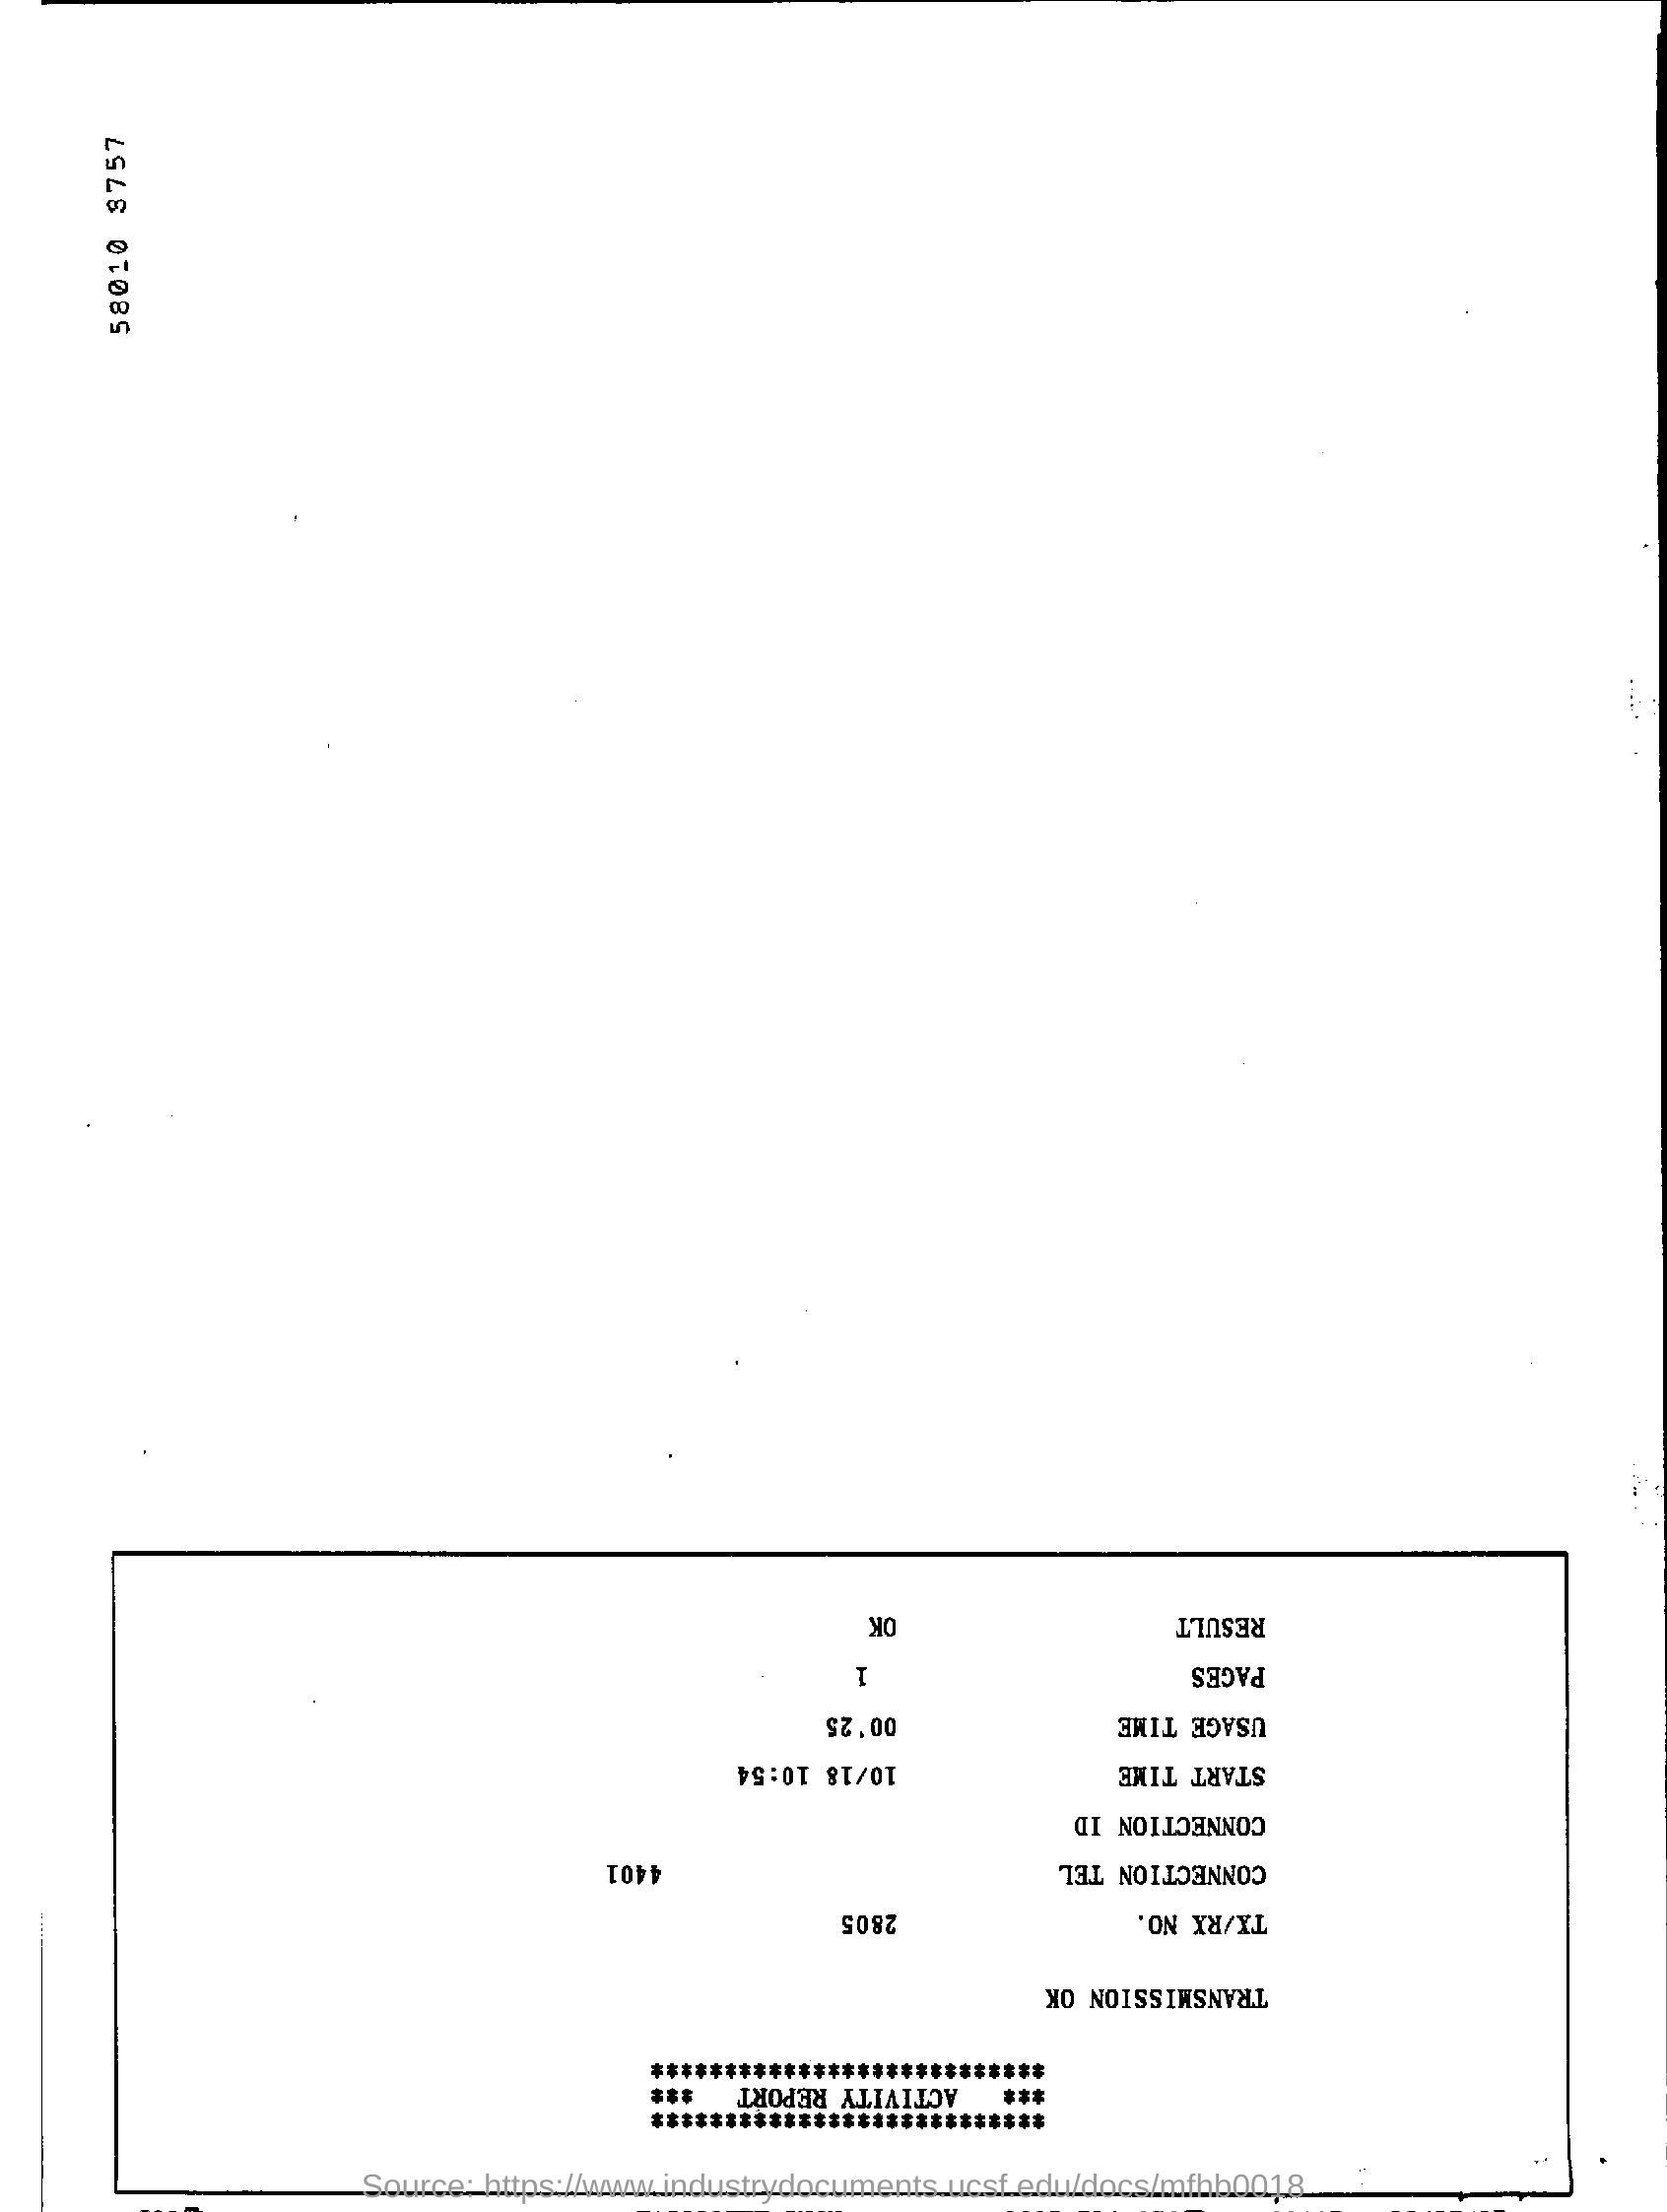 58010 8757
**************************
*** ACTIVITY REPORT ***
**************************
TRANSMISSION OK
TX/RX NO. 2805
CONNECTION TEL 4401
CONNECTION ID
START TIME 10/18 10:54
USAGE TIME 00'25
PAGES 1
RESULT OK
Source: https://www.industrydocuments.ucsf.edu/docs/mfhb0018